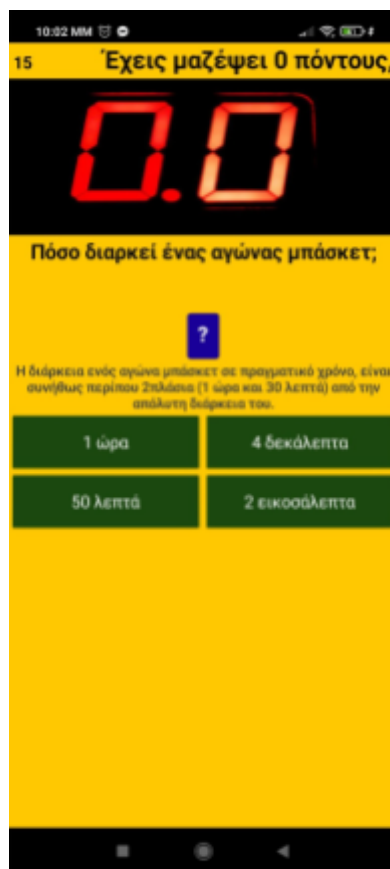 10:02 MM
15 Έχεις μαζέψει 0 πόντους,
0.0
Πόσο διαρκεί ένας αγώνας μπάσκετ;
?
Η διάρκεια ενός αγώνα μπάσκετ σε πραγματικό χρόνο, είναι
συνήθως περίπου 2πλάσια (1 ώρα και 30 λεπτά) από την
απόλυτη διάρκεια του.
1 ώρα
4 δεκάλεπτα
50 λεπτά
2 εικοσάλεπτα